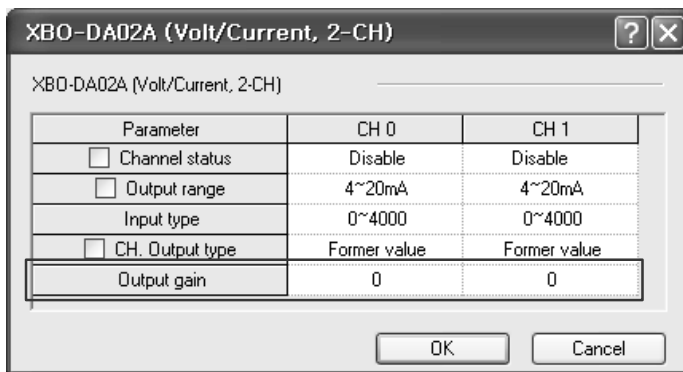 XBO-DA02A (Volt/Current, 2-CH)
XBO-DA02A (Volt/Current, 2-CH)
Parameter CH 0 CH 1
Channel status Disable Disable
Output range 4~20mA 4~20mA
Input type 0~4000 0~4000
CH. Output type Former value Former value
Output gain 0 0
OK Cancel